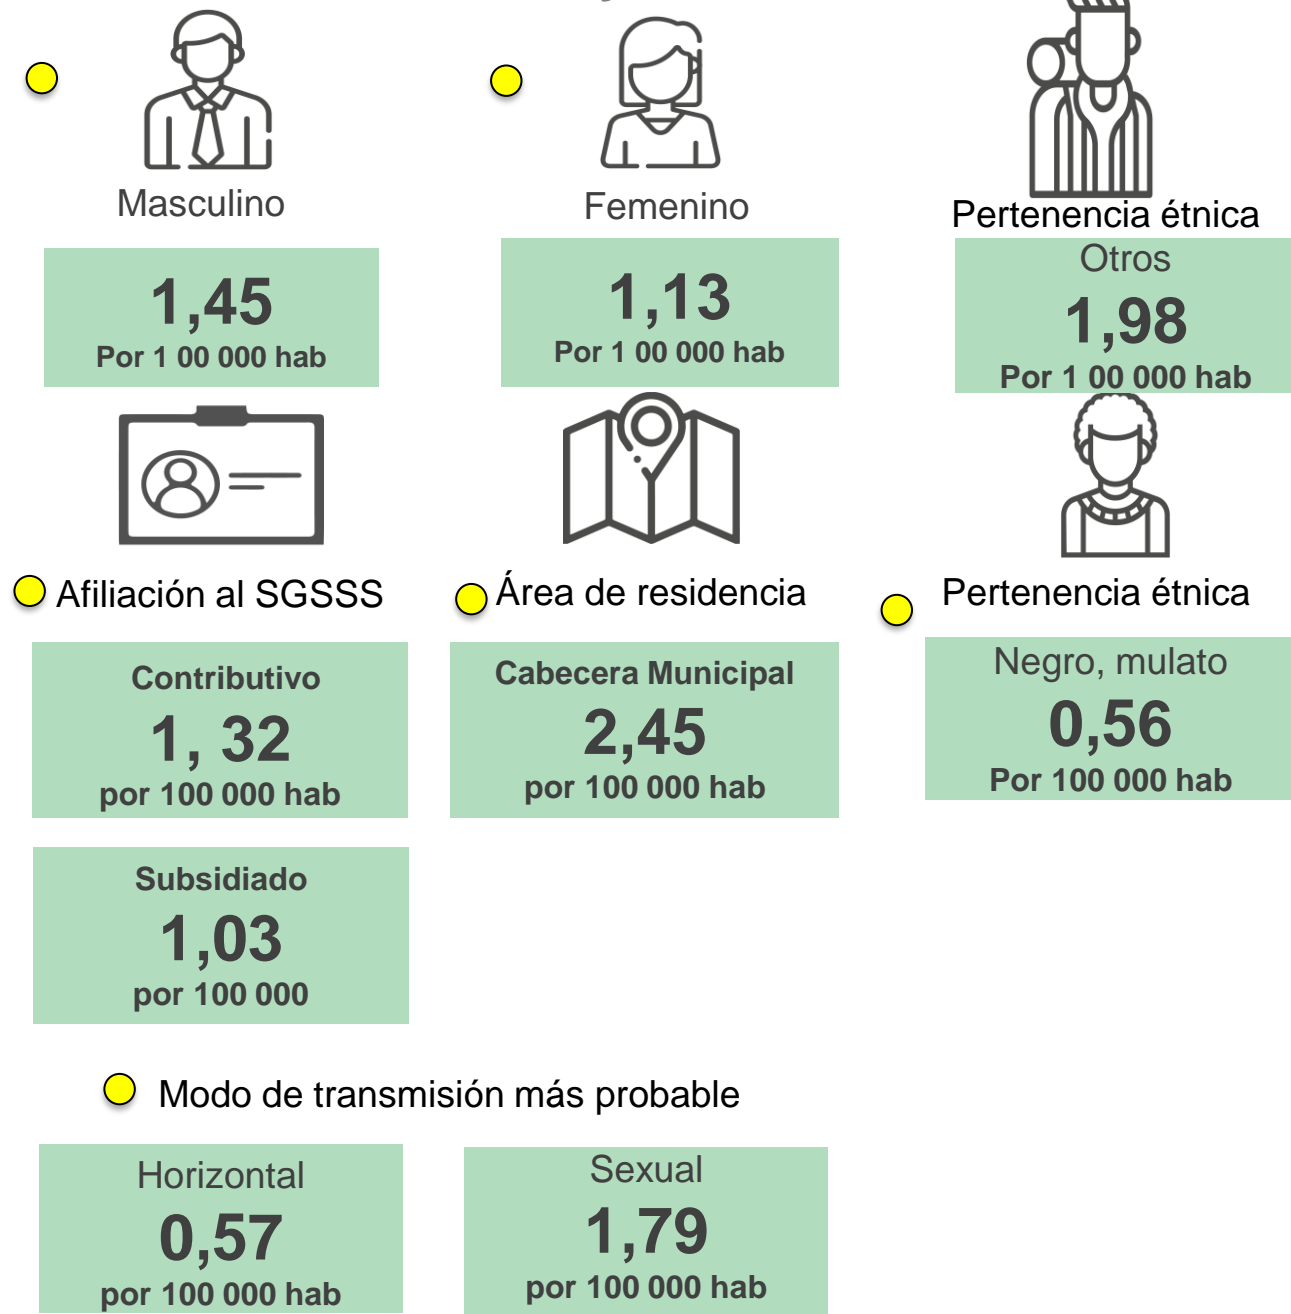 Masculino
1,45
Por 1 00 000 hab
Femenino
1,13
Por 1 00 000 hab
Pertenencia étnica
Otros
1,98
Por 1 00 000 hab
Afiliación al SGSSS
Contributivo
1, 32
por 100 000 hab
Subsidiado
1,03
por 100 000
Área de residencia
Cabecera Municipal
2,45
por 100 000 hab
Pertenencia étnica
Negro, mulato
0,56
Por 100 000 hab
Modo de transmisión más probable
Horizontal
0,57
por 100 000 hab
Sexual
1,79
por 100 000 hab